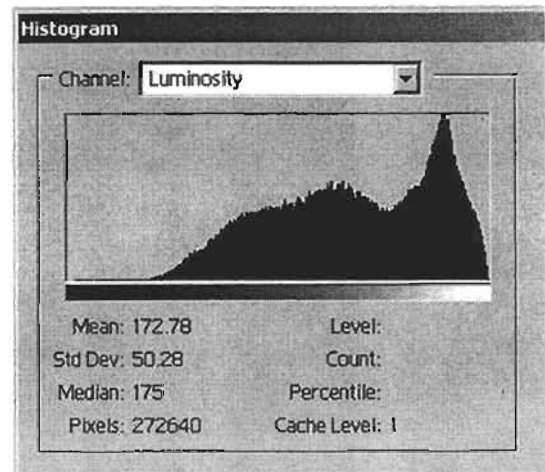 Histogram
Channel: Luminosity
Mean: 172.78
Std Dev: 50.28
Median: 175
Pixels: 272640
Level:
Count:
Percentile:
Cache Level: 1